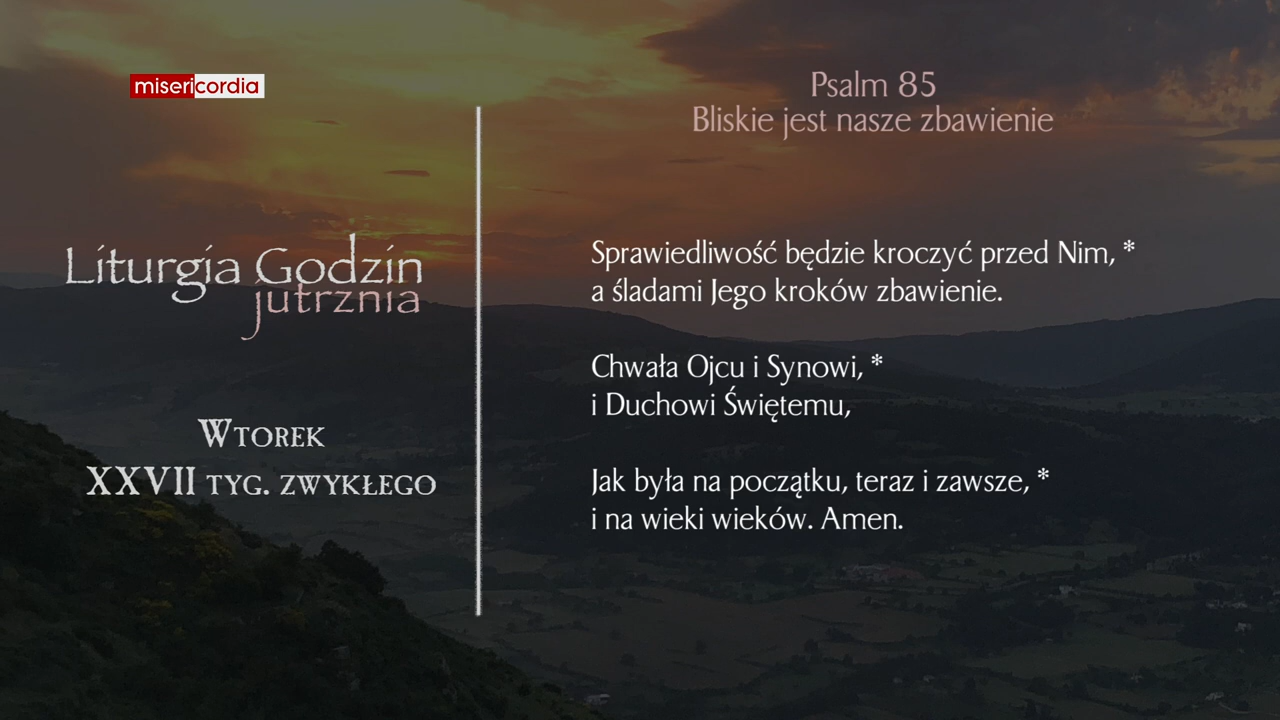 misericordia
Psalm 85
Bliskie jest nasze zbawienie
Liturgia Godzin
jutrznia
Wtorek
XXVII tyg. zwykłego
Sprawiedliwość będzie kroczyć przed Nim, *
a śladami Jego kroków zbawienie.
Chwała Ojcu i Synowi, *
i Duchowi Świętemu,
Jak była na początku, teraz i zawsze, *
i na wieki wieków. Amen.